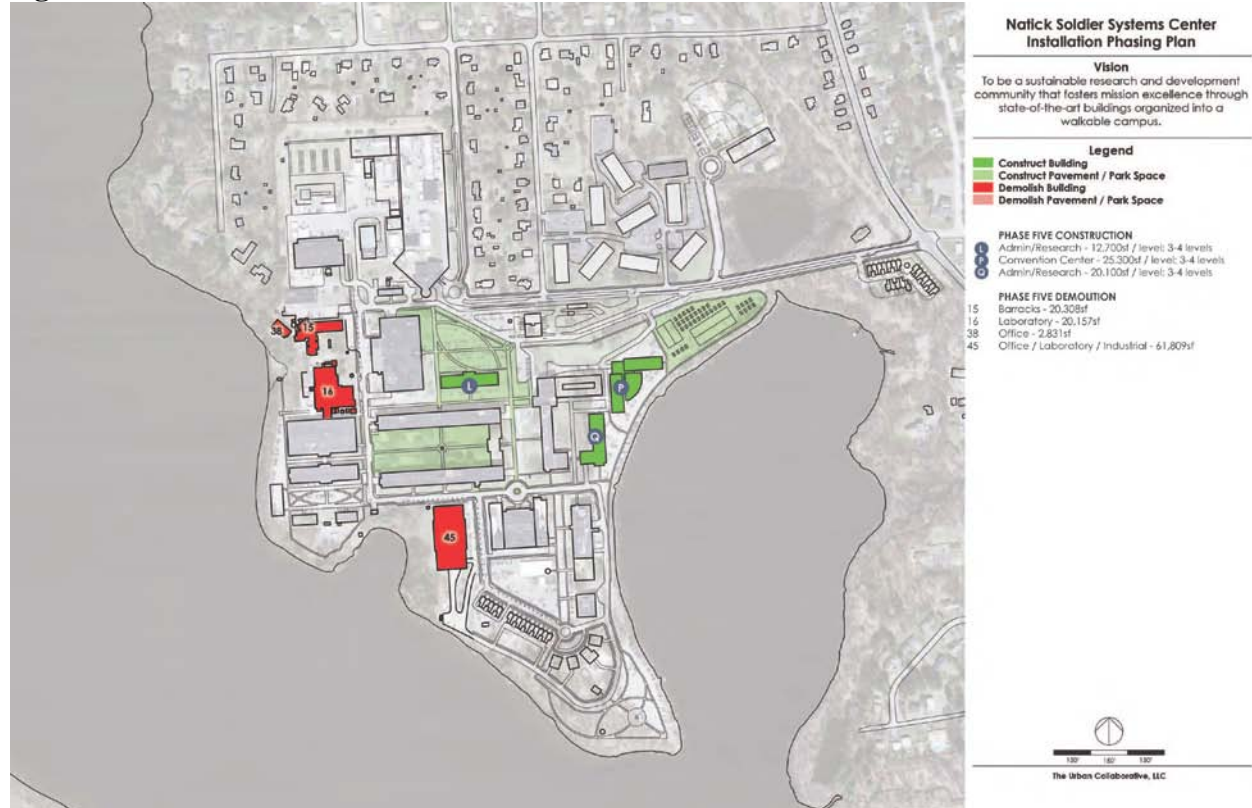 Natick Soldier Systems Center
Installation Phasing Plan
Vision
To be a sustainable research and development
community that fosters mission excellence through
state-of-the-art buildings organized into a
walkable campus.
Legend
Construct Building
Construct Pavement / Park Space
Demolish Building
Demolish Pavement / Park Space
PHASE FIVE CONSTRUCTION
L Admin/Research - 12,700sf / level; 3-4 levels
P Convention Center - 25,300sf / level; 3-4 levels
Q Admin/Research - 20,100sf / level; 3-4 levels
PHASE FIVE DEMOLITION
15 Barracks - 20,308sf
16 Laboratory - 20,157sf
38 Office - 2,831sf
45 Office / Laboratory / Industrial - 61,809sf
38
15
16
L
P
Q
45
The Urban Collaborative, LLC